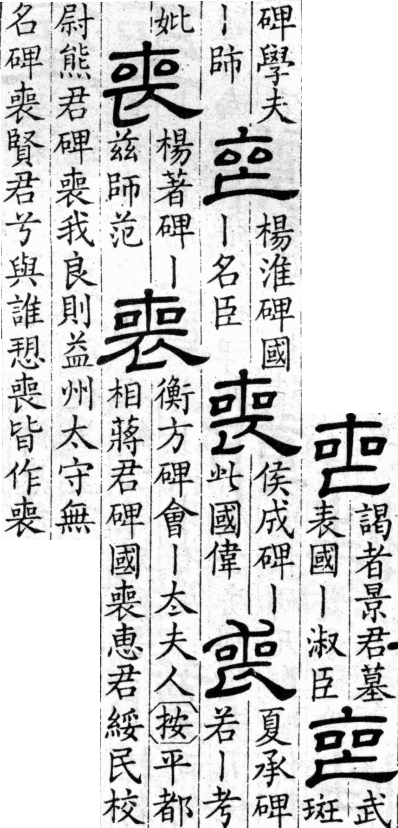 喪
謁者景君墓
表國丨淑臣
喪
武
斑
碑學夫
丨師
喪
楊淮碑國
丨名臣
喪
侯成碑丨
此國偉
喪
夏承碑
若丨考
妣
喪
楊著碑丨
茲師范
喪
衡方碑會丨夳夫人按平都
相蔣君碑國喪惠君綏民校
尉熊君碑喪我良則益州太守無
名碑喪賢君兮與誰恝喪皆作喪